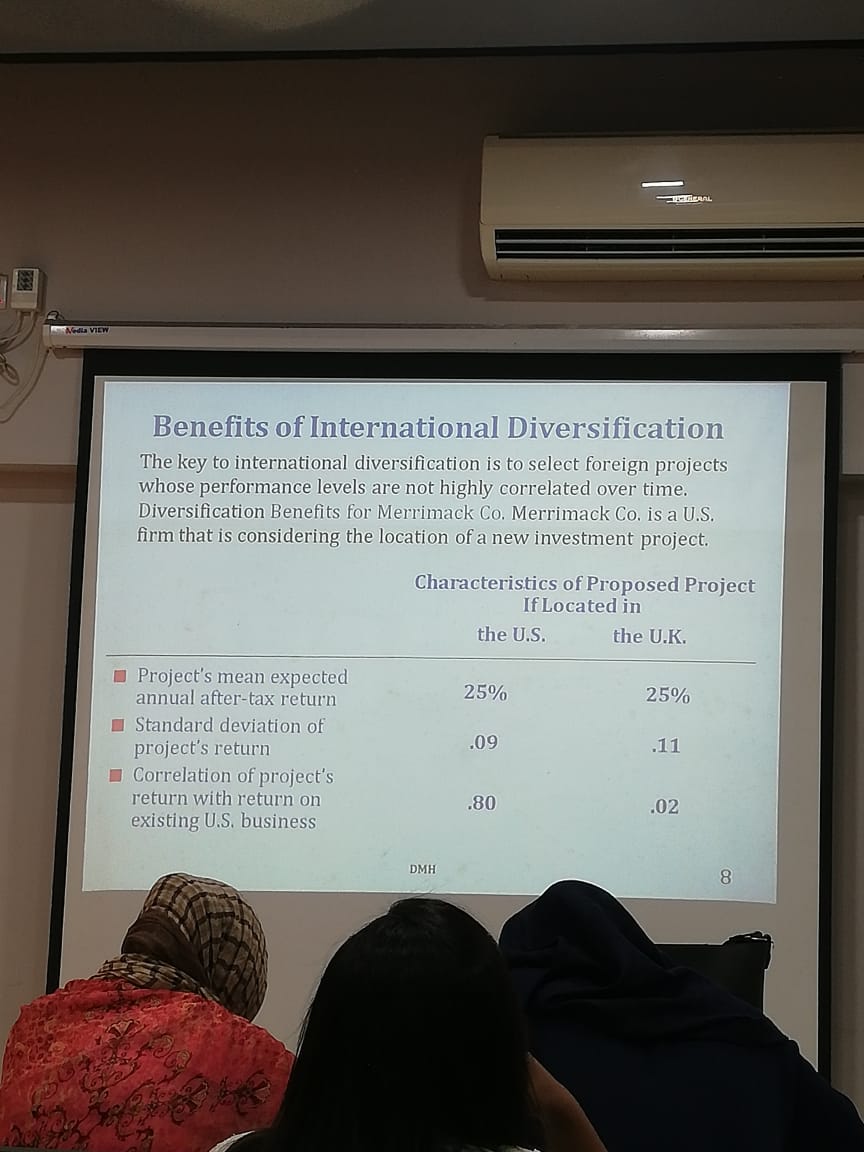 GENERAL
Media VIEW
Benefits of International Diversification
The key to international diversification is to select foreign projects
whose performance levels are not highly correlated over time.
Diversification Benefits for Merrimack Co. Merrimack Co. is a U.S.
firm that is considering the location of a new investment project.
Characteristics of Proposed Project
If Located in
the U.S. the U.K.
■ Project's mean expected
annual after-tax return 25% 25%
■ Standard deviation of
project's return .09 .11
■ Correlation of project's
return with return on .80 .02
existing U.S. business
DMH 8